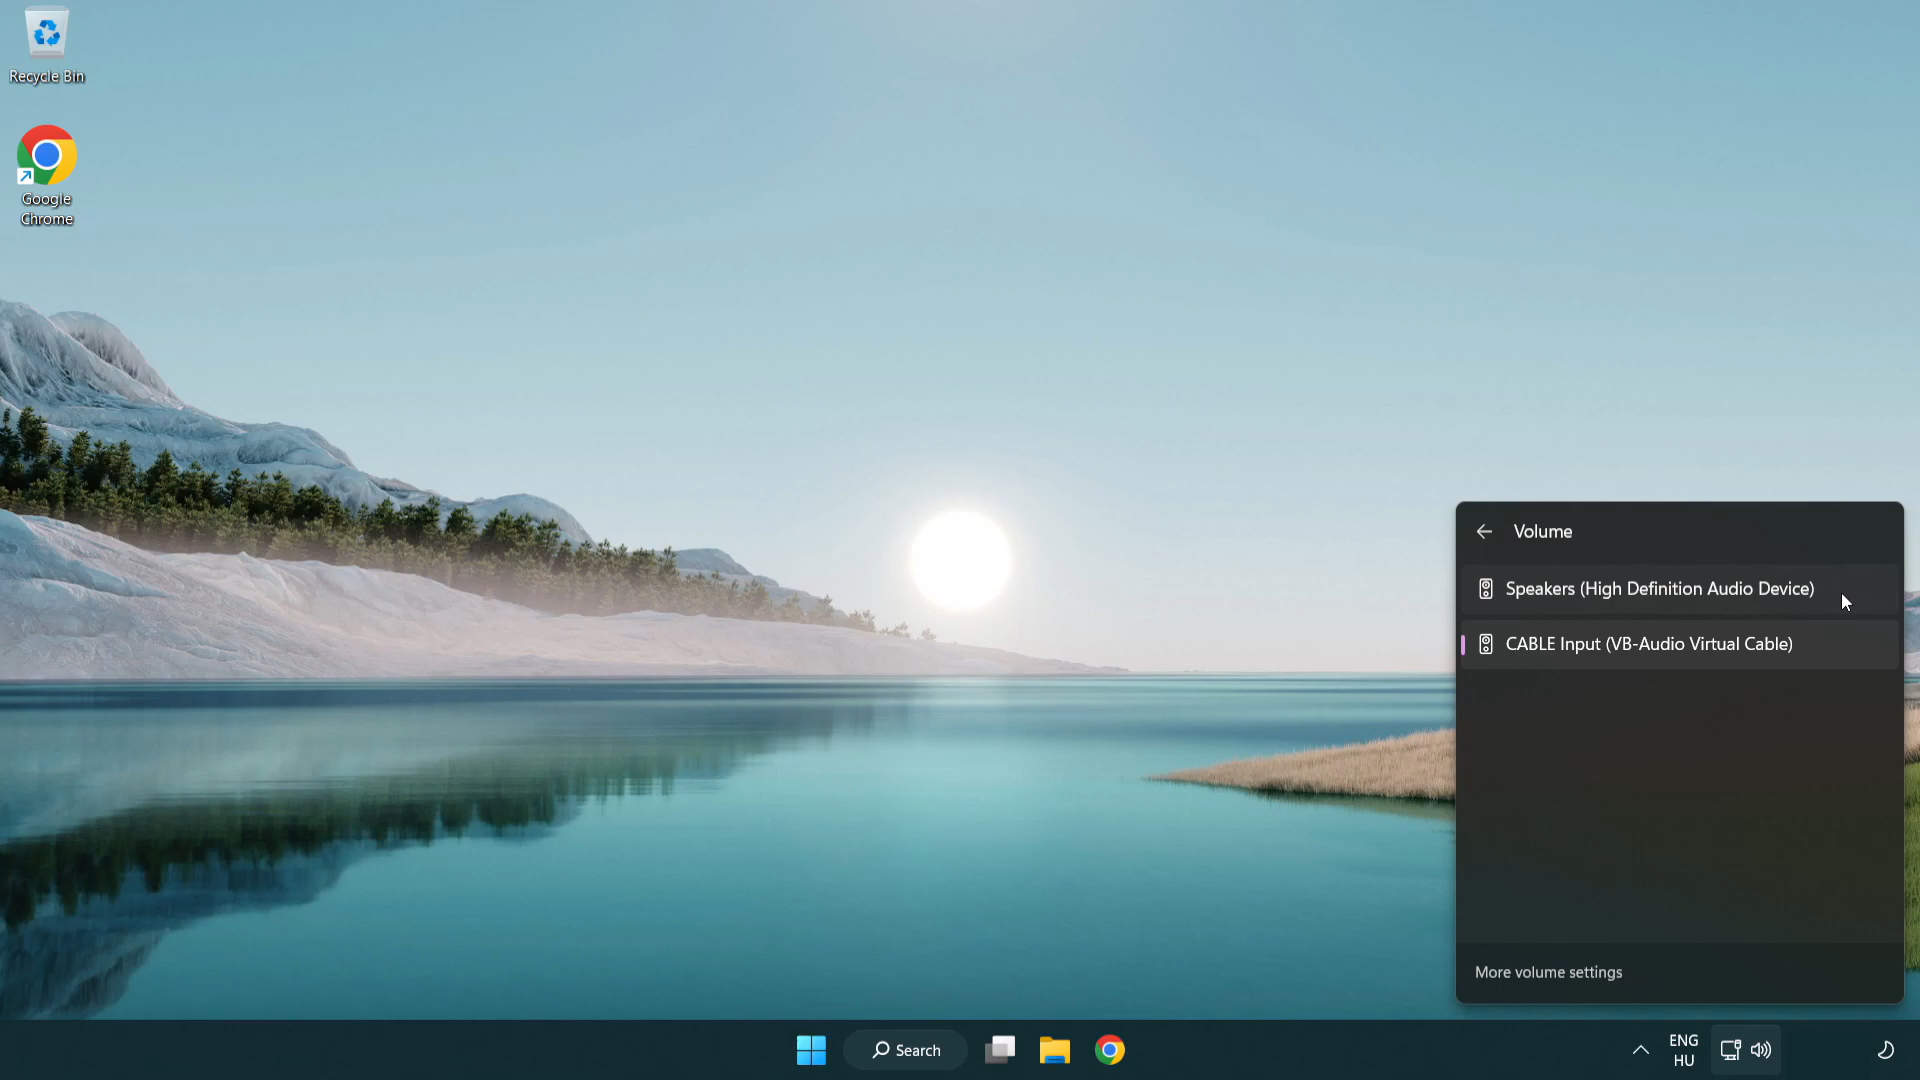 Recycle Bin
Google
Chrome
Volume
Speakers (High Definition Audio Device)
CABLE Input (VB-Audio Virtual Cable)
More volume settings
Search
ENG
HU